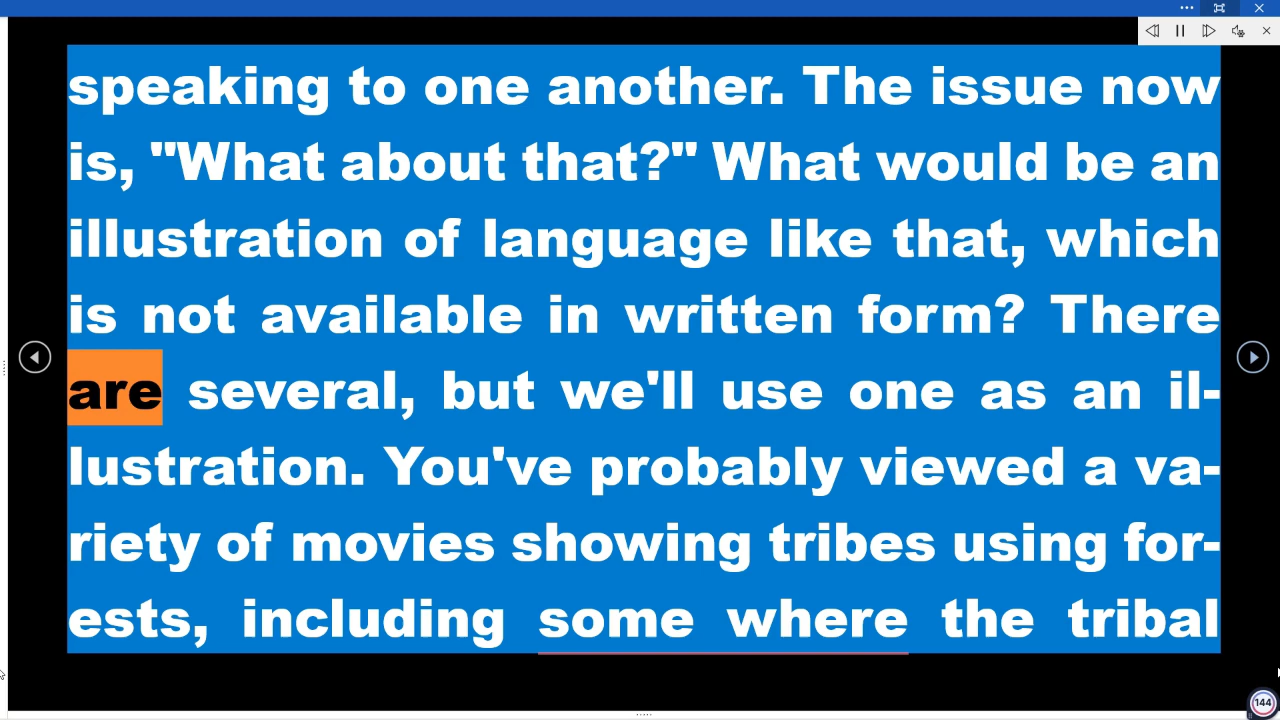 speaking to one another. The issue now
is, "What about that?" What would be an
illustration of language like that, which
is not available in written form? There
are several, but we'll use one as an il-
lustration. You've probably viewed a va-
riety of movies showing tribes using for-
ests, including some where the tribal
144